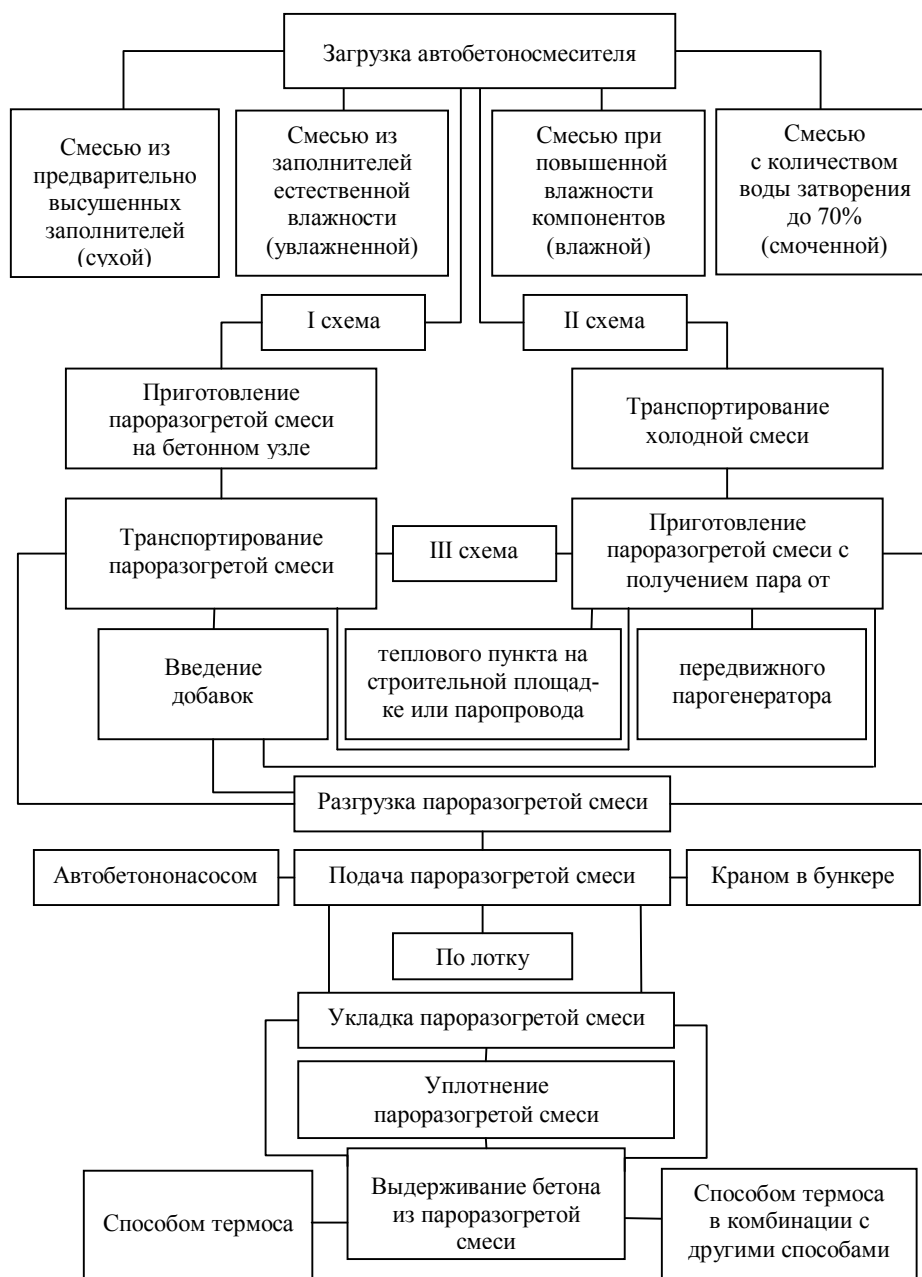 Загрузка автобетоносмесителя
Смесью из
предварительно
высушенных
заполнителей
(сухой)
Смесью из
заполнителей
естественной
влажности
(увлажненной)
Смесью при
повышенной
влажности
компонентов
(влажной)
Смесью
с количеством
воды затворения
до 70%
(смоченной)
I схема
II схема
Приготовление
пароразогретой смеси
на бетонном узле
Транспортирование
холодной смеси
Транспортирование
пароразогретой смеси
III схема
Приготовление
пароразогретой смеси с
получением пара от
Введение
добавок
теплового пункта на
строительной площад-
ке или паропровода
передвижного
парогенератора
Разгрузка пароразогретой смеси
Автобетононасосом
Подача пароразогретой смеси
Краном в бункере
По лотку
Укладка пароразогретой смеси
Уплотнение
пароразогретой смеси
Способом термоса
Выдерживание бетона
из пароразогретой
смеси
Способом термоса
в комбинации с
другими способами